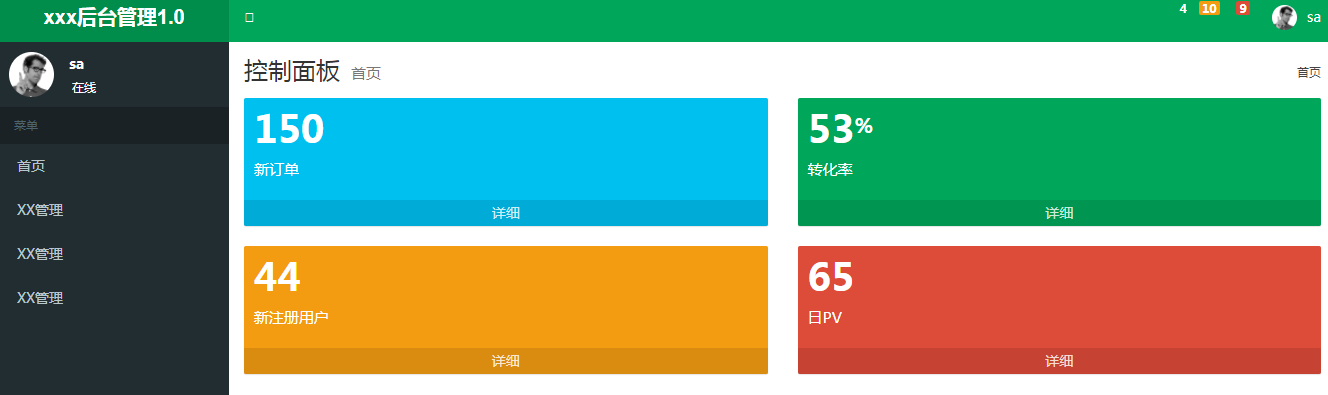 xxx后台管理1.0
4 10 9 sa
sa
在线
菜单
首页
XX管理
XX管理
XX管理
控制面板 首页
首页
150
新订单
详细
53%
转化率
详细
44
新注册用户
详细
65
日PV
详细